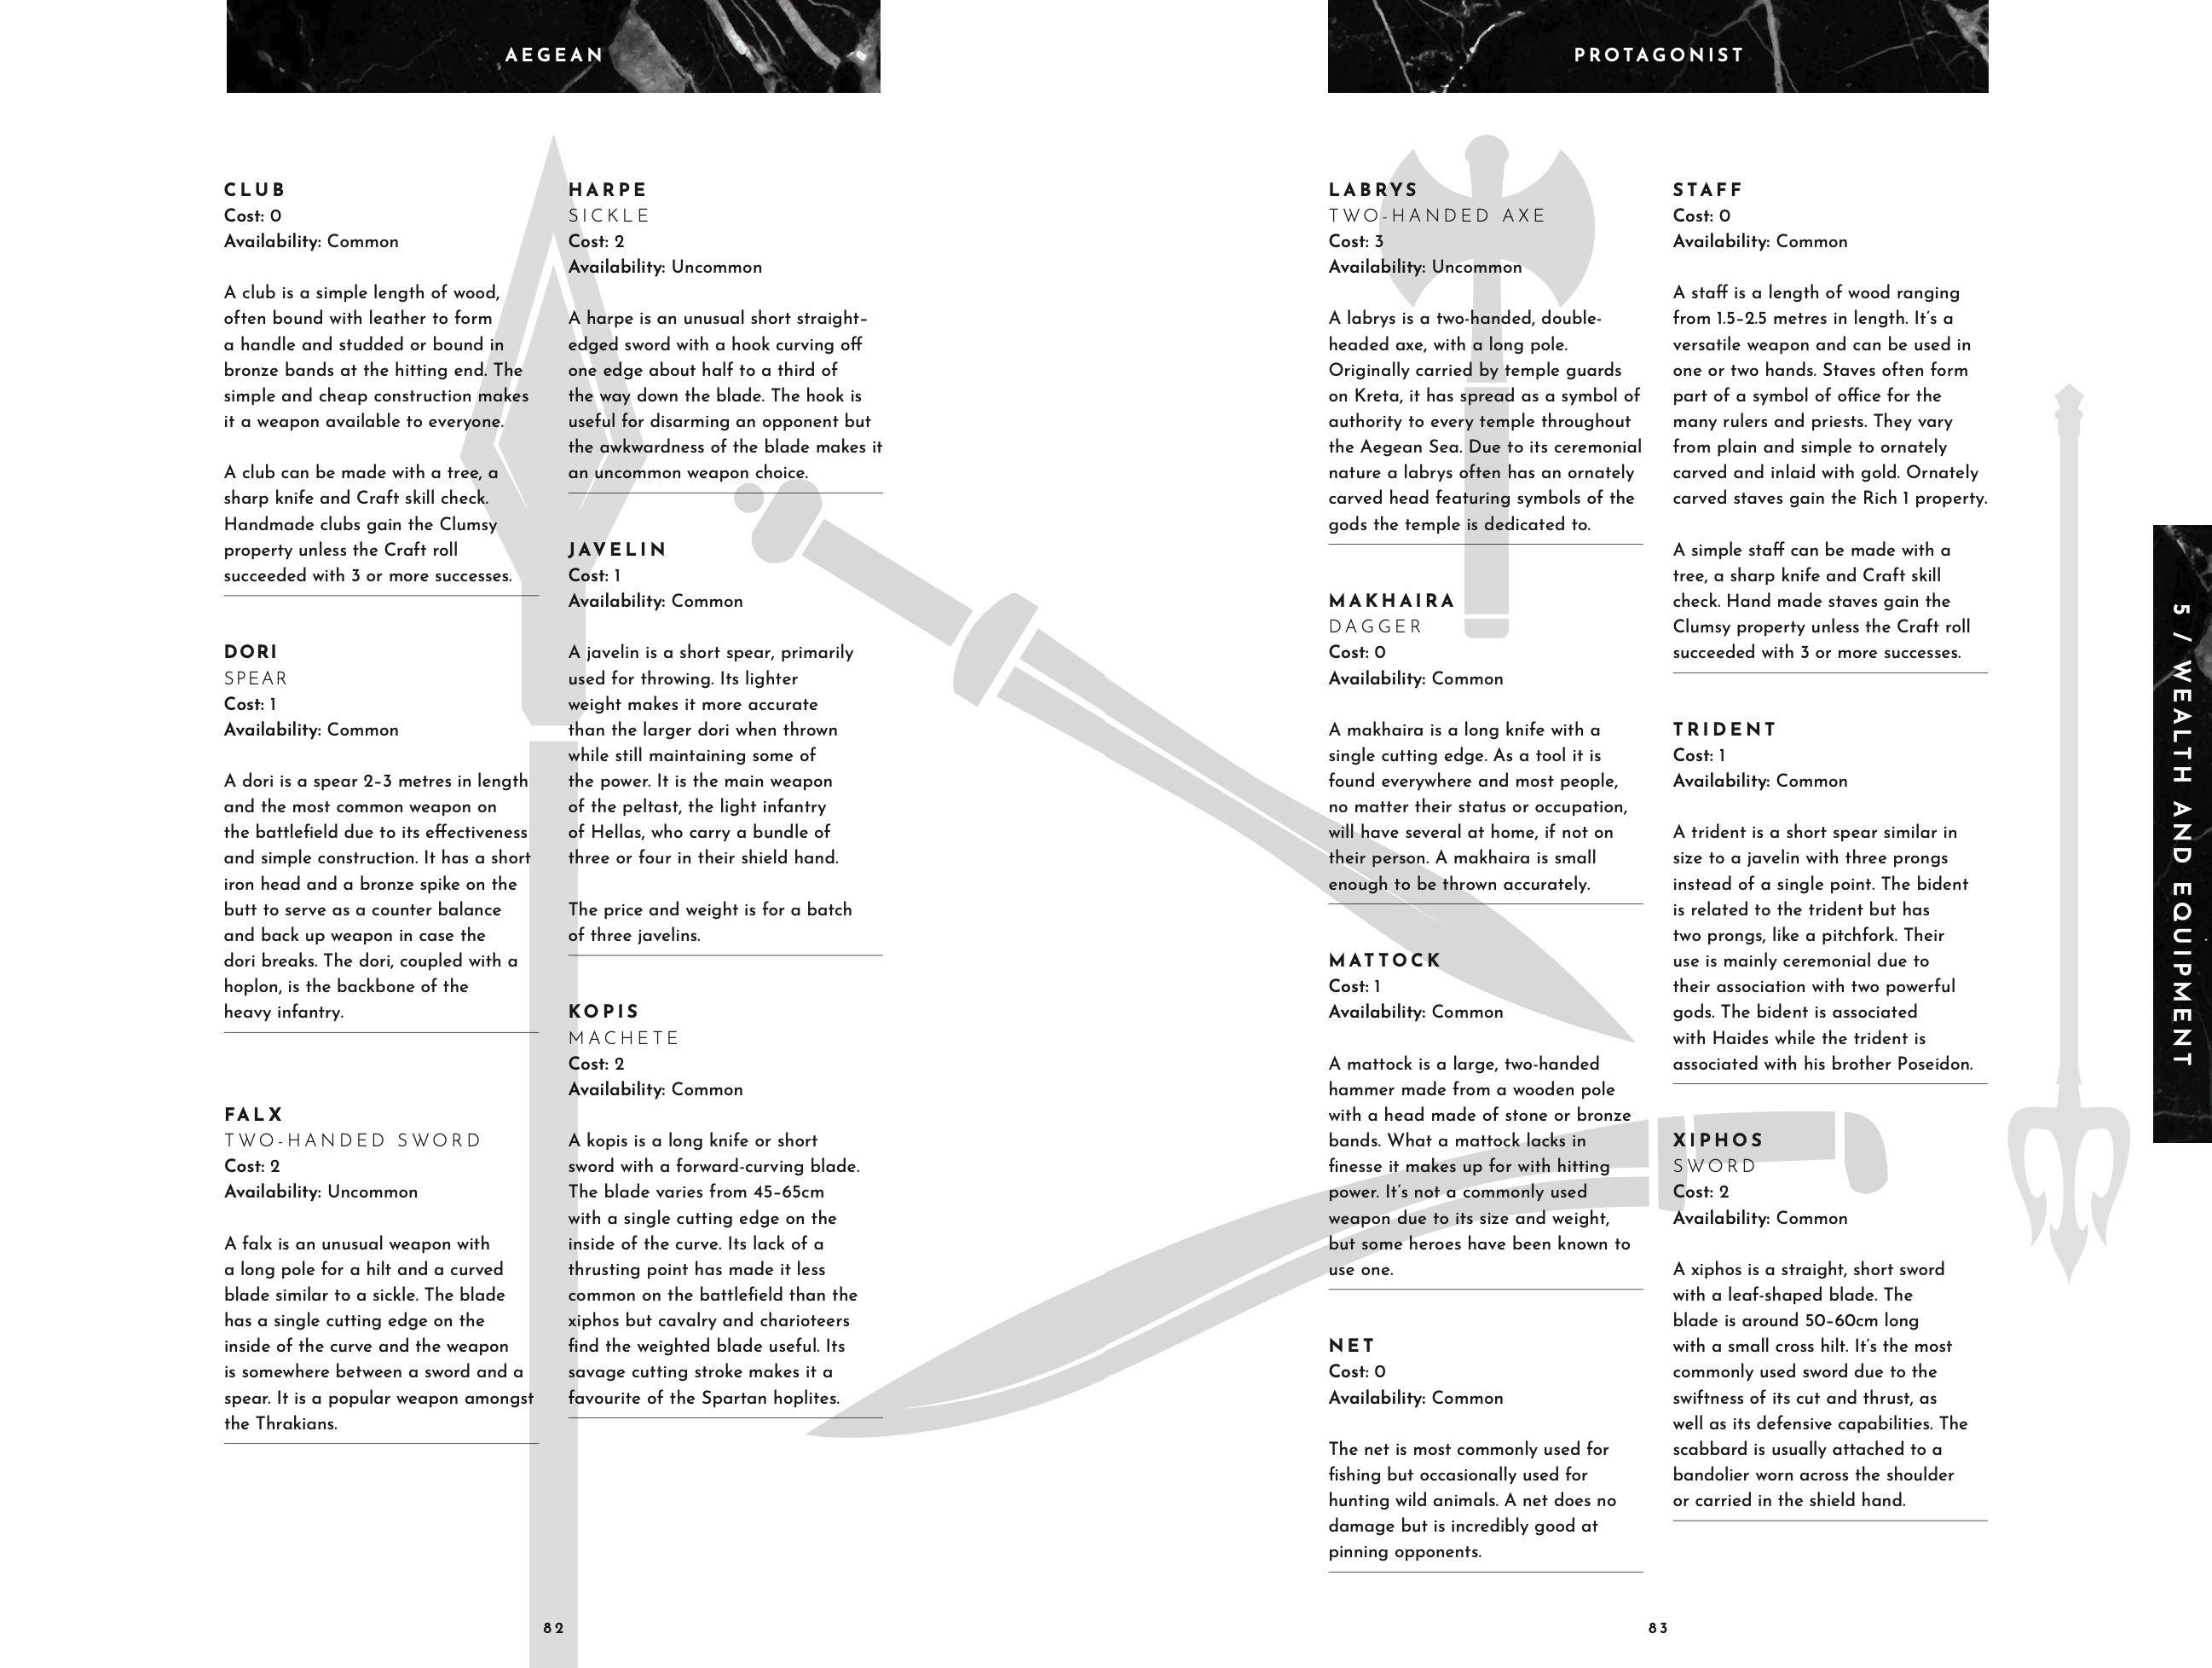 AEGEAN
CLUB
Cost: 0
Availability: Common
A club is a simple length of wood,
often bound with leather to form
a handle and studded or bound in
bronze bands at the hitting end. The
simple and cheap construction makes
it a weapon available to everyone.
A club can be made with a tree, a
sharp knife and Craft skill check.
Handmade clubs gain the Clumsy
property unless the Craft roll
succeeded with 3 or more successes.
DORI
SPEAR
Cost: 1
Availability: Common
A dori is a spear 2–3 metres in length
and the most common weapon on
the battlefield due to its effectiveness
and simple construction. It has a short
iron head and a bronze spike on the
butt to serve as a counter balance
and back up weapon in case the
dori breaks. The dori, coupled with a
hoplon, is the backbone of the
heavy infantry.
FALX
TWO-HANDED SWORD
Cost: 2
Availability: Uncommon
A falx is an unusual weapon with
a long pole for a hilt and a curved
blade similar to a sickle. The blade
has a single cutting edge on the
inside of the curve and the weapon
is somewhere between a sword and a
spear. It is a popular weapon amongst
the Thrakians.
HARPE
SICKLE
Cost: 2
Availability: Uncommon
A harpe is an unusual short straight–
edged sword with a hook curving off
one edge about half to a third of
the way down the blade. The hook is
useful for disarming an opponent but
the awkwardness of the blade makes it
an uncommon weapon choice.
JAVELIN
Cost: 1
Availability: Common
A javelin is a short spear, primarily
used for throwing. Its lighter
weight makes it more accurate
than the larger dori when thrown
while still maintaining some of
the power. It is the main weapon
of the peltast, the light infantry
of Hellas, who carry a bundle of
three or four in their shield hand.
The price and weight is for a batch
of three javelins.
KOPIS
MACHETE
Cost: 2
Availability: Common
A kopis is a long knife or short
sword with a forward-curving blade.
The blade varies from 45–65cm
with a single cutting edge on the
inside of the curve. Its lack of a
thrusting point has made it less
common on the battlefield than the
xiphos but cavalry and charioteers
find the weighted blade useful. Its
savage cutting stroke makes it a
favourite of the Spartan hoplites.
82
PROTAGONIST
LABRYS
TWO-HANDED AXE
Cost: 3
Availability: Uncommon
A labrys is a two-handed, double-
headed axe, with a long pole.
Originally carried by temple guards
on Kreta, it has spread as a symbol of
authority to every temple throughout
the Aegean Sea. Due to its ceremonial
nature a labrys often has an ornately
carved head featuring symbols of the
gods the temple is dedicated to.
MAKHAIRA
DAGGER
Cost: 0
Availability: Common
A makhaira is a long knife with a
single cutting edge. As a tool it is
found everywhere and most people,
no matter their status or occupation,
will have several at home, if not on
their person. A makhaira is small
enough to be thrown accurately.
MATTOCK
Cost: 1
Availability: Common
A mattock is a large, two-handed
hammer made from a wooden pole
with a head made of stone or bronze
bands. What a mattock lacks in
finesse it makes up for with hitting
power. It's not a commonly used
weapon due to its size and weight,
but some heroes have been known to
use one.
NET
Cost: 0
Availability: Common
The net is most commonly used for
fishing but occasionally used for
hunting wild animals. A net does no
damage but is incredibly good at
pinning opponents.
STAFF
Cost: 0
Availability: Common
A staff is a length of wood ranging
from 1.5–2.5 metres in length. It's a
versatile weapon and can be used in
one or two hands. Staves often form
part of a symbol of office for the
many rulers and priests. They vary
from plain and simple to ornately
carved and inlaid with gold. Ornately
carved staves gain the Rich 1 property.
A simple staff can be made with a
tree, a sharp knife and Craft skill
check. Hand made staves gain the
Clumsy property unless the Craft roll
succeeded with 3 or more successes.
TRIDENT
Cost: 1
Availability: Common
A trident is a short spear similar in
size to a javelin with three prongs
instead of a single point. The bident
is related to the trident but has
two prongs, like a pitchfork. Their
use is mainly ceremonial due to
their association with two powerful
gods. The bident is associated
with Haides while the trident is
associated with his brother Poseidon.
XIPHOS
SWORD
Cost: 2
Availability: Common
A xiphos is a straight, short sword
with a leaf-shaped blade. The
blade is around 50–60cm long
with a small cross hilt. It's the most
commonly used sword due to the
swiftness of its cut and thrust, as
well as its defensive capabilities. The
scabbard is usually attached to a
bandolier worn across the shoulder
or carried in the shield hand.
5 / WEALTH AND EQUIPMENT
83